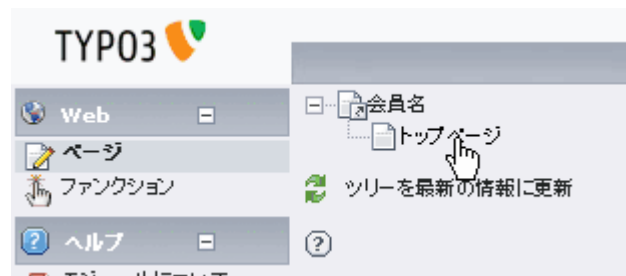 TYPO3
Web
ページ
ファンクション
ヘルプ
会員名
トップページ
ツリーを最新の情報に更新